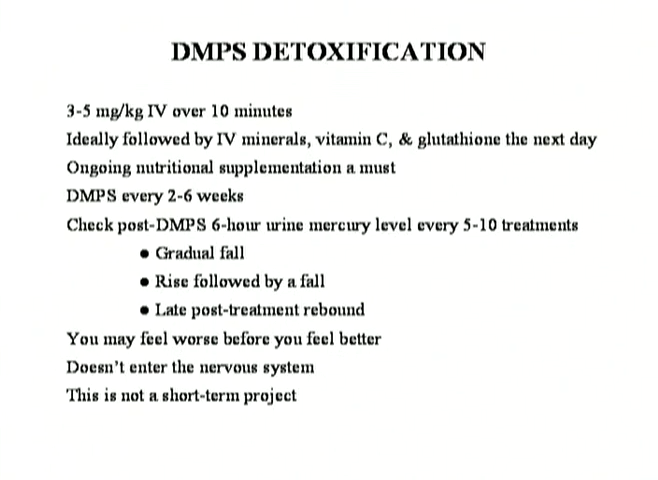 DMPS DETOXIFICATION
3-5 mg/kg IV over 10 minutes
Ideally followed by IV minerals, vitamin C, & glutathione the next day
Ongoing nutritional supplementation a must
DMPS every 2-6 weeks
Check post-DMPS 6-hour urine mercury level every 5-10 treatments
● Gradual fall
● Rise followed by a fall
● Late post-treatment rebound
You may feel worse before you feel better
Doesn't enter the nervous system
This is not a short-term project